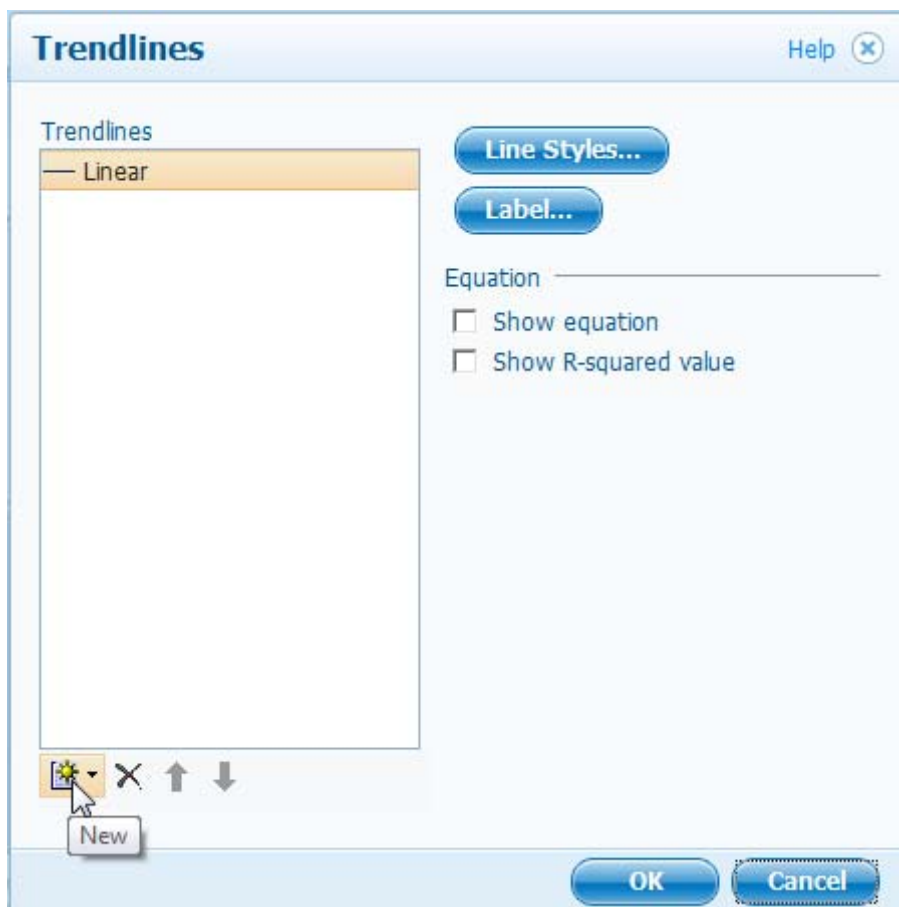 Trendlines
Help
Trendlines
Linear
Line Styles...
Label...
Equation
Show equation
Show R-squared value
New
OK
Cancel